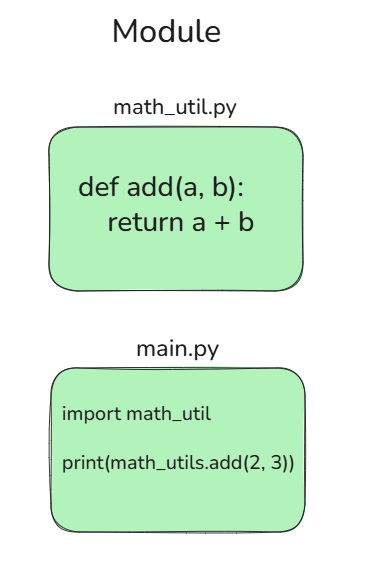 Module
math_util.py
def add(a, b):
    return a + b
main.py
import math_util
print(math_utils.add(2, 3))